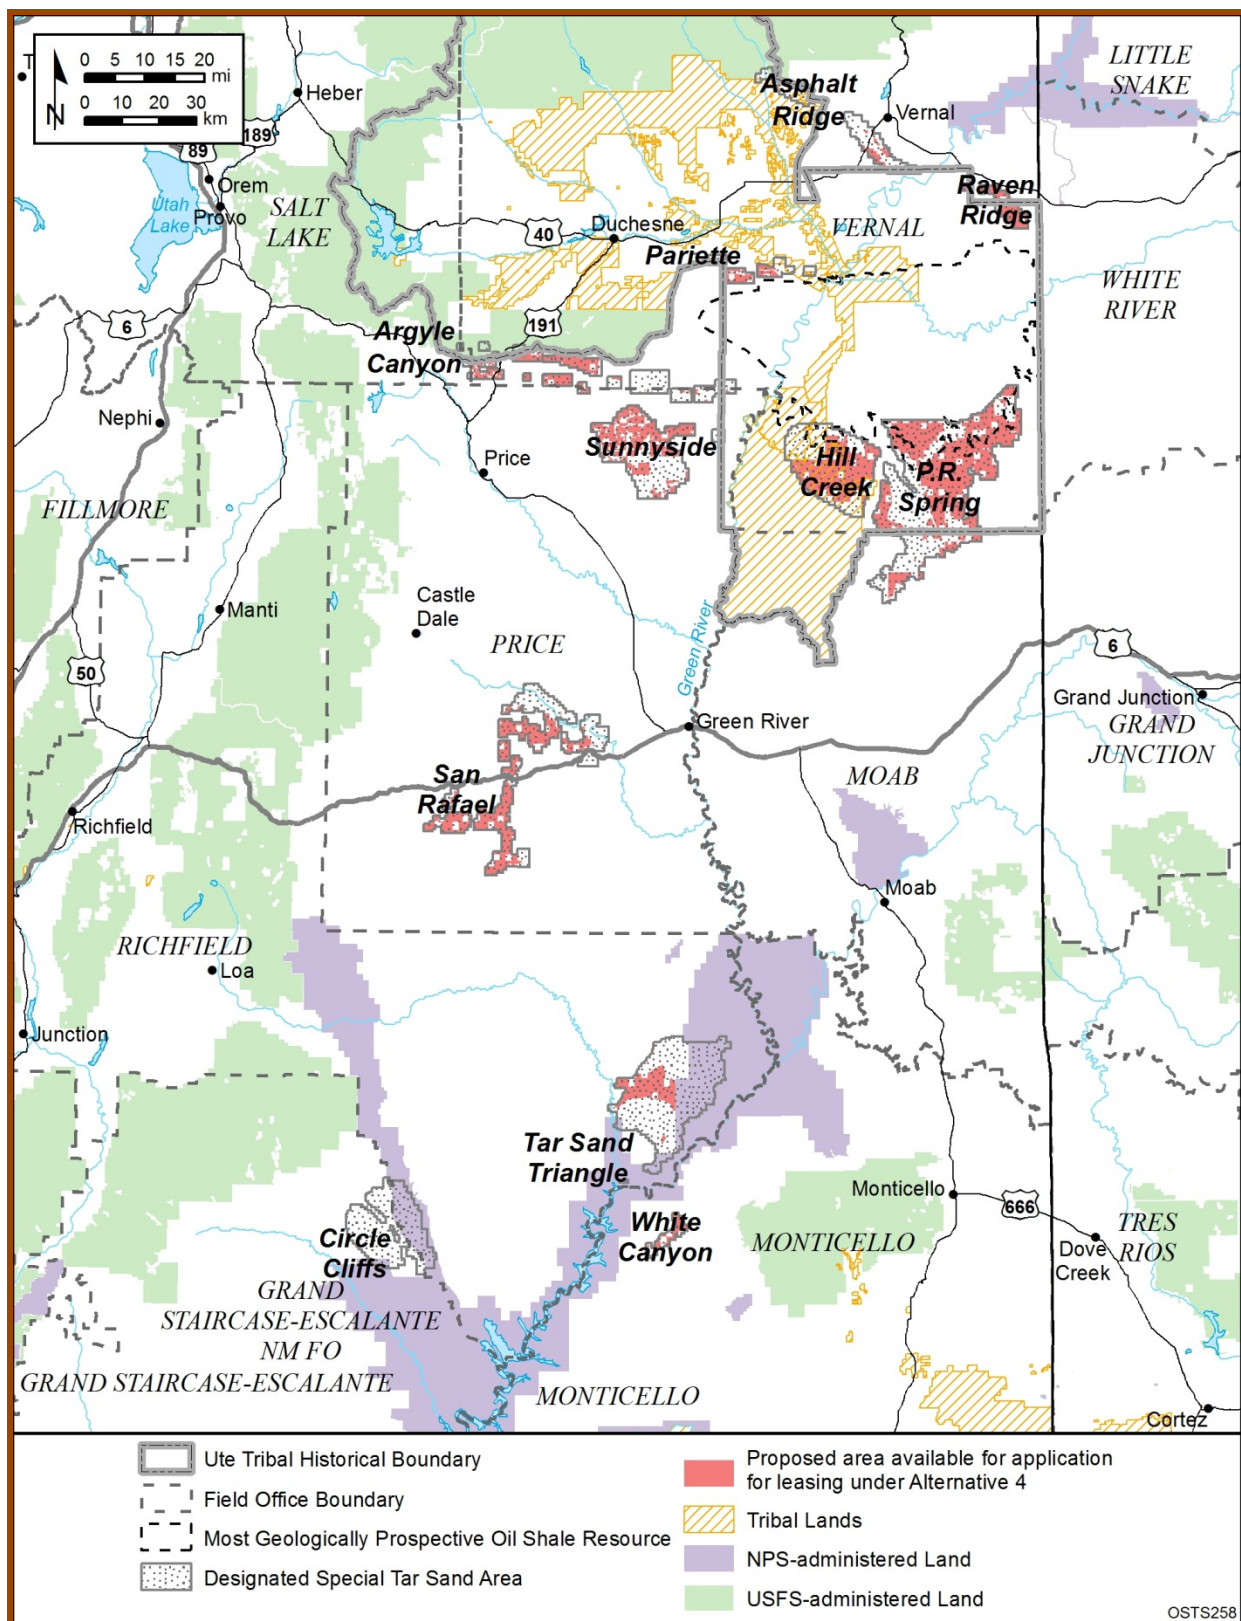 0 5 10 15 20
mi
0 10 20 30
km
N
T
Heber
189
89
Orem
Provo
Utah
Lake
SALT
LAKE
Asphalt
Ridge
Vernal
LITTLE
SNAKE
Raven
Ridge
VERNAL
40
Duchesne
Pariette
WHITE
RIVER
6
191
Argyle
Canyon
Nephi
Price
Sunnyside
Hill
Creek
P.R.
Spring
FILLMORE
Manti
Castle
Dale
PRICE
Green River
50
6
Grand Junction
GRAND
JUNCTION
Green River
San
Rafael
MOAB
Richfield
Moab
RICHFIELD
Loa
Junction
Tar Sand
Triangle
Monticello
666
White
Canyon
MONTICELLO
TRES
RIOS
Dove
Creek
Circle
Cliffs
GRAND
STAIRCASE-ESCALANTE
NM FO
GRAND STAIRCASE-ESCALANTE
MONTICELLO
Cortez
Ute Tribal Historical Boundary
Field Office Boundary
Most Geologically Prospective Oil Shale Resource
Designated Special Tar Sand Area
Proposed area available for application
for leasing under Alternative 4
Tribal Lands
NPS-administered Land
USFS-administered Land
OSTS258